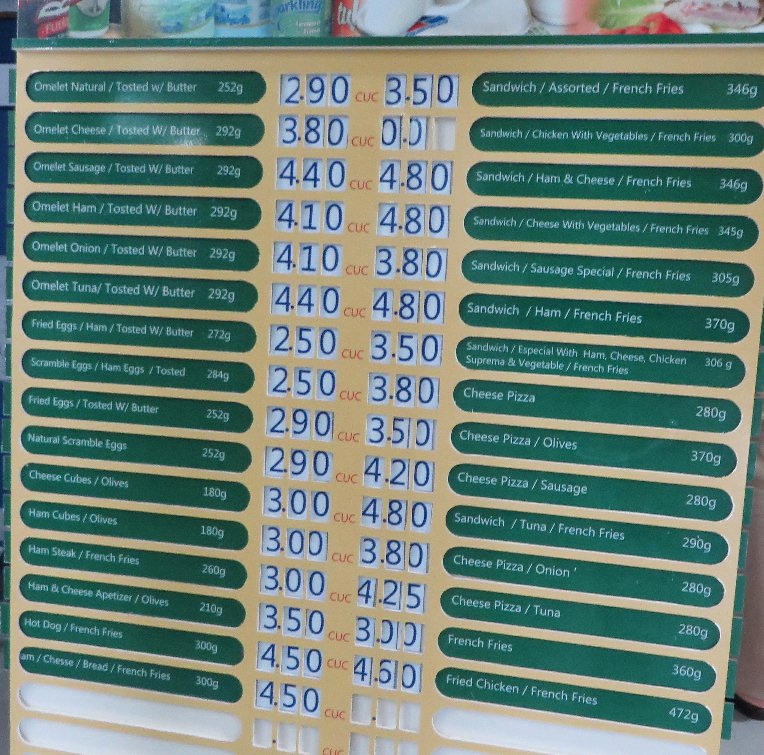 Omelet Natural / Tosted w/ Butter 252g 2.90 CUC 3.50 Sandwich / Assorted / French Fries 346g
Omelet Cheese / Tosted W/ Butter 292g 3.80 CUC 0.0 Sandwich / Chicken With Vegetables / French Fries 300g
Omelet Sausage / Tosted W/ Butter 292g 4.40 CUC 4.80 Sandwich / Ham & Cheese / French Fries 346g
Omelet Ham / Tosted W/ Butter 292g 4.10 CUC 4.80 Sandwich / Cheese With Vegetables / French Fries 345g
Omelet Onion / Tosted W/ Butter 292g 4.10 CUC 3.80 Sandwich / Sausage Special / French Fries 305g
Omelet Tuna/ Tosted W/ Butter 292g 4.40 CUC 4.80 Sandwich / Ham / French Fries 370g
Fried Eggs / Ham / Tosted W/ Butter 272g 2.50 CUC 3.50 Sandwich / Especial With Ham, Cheese, Chicken 306 g
Suprema & Vegetable / French Fries
Scramble Eggs / Ham Eggs / Tosted 284g 2.50 CUC 3.80 Cheese Pizza 280g
Fried Eggs / Tosted W/ Butter 252g 2.90 CUC 3.50 Cheese Pizza / Olives 370g
Natural Scramble Eggs 252g 2.90 CUC 4.20 Cheese Pizza / Sausage 280g
Cheese Cubes / Olives 180g 3.00 CUC 4.80 Sandwich / Tuna / French Fries 290g
Ham Cubes / Olives 180g 3.00 CUC 3.80 Cheese Pizza / Onion 280g
Ham Steak / French Fries 260g 3.00 CUC 4.25 Cheese Pizza / Tuna 280g
Ham & Cheese Apetizer / Olives 210g 3.50 CUC 3.00 French Fries 360g
Hot Dog / French Fries 300g 4.50 CUC 4.60 Fried Chicken / French Fries 472g
am / Chesse / Bread / French Fries 300g 4.50 CUC
CUC